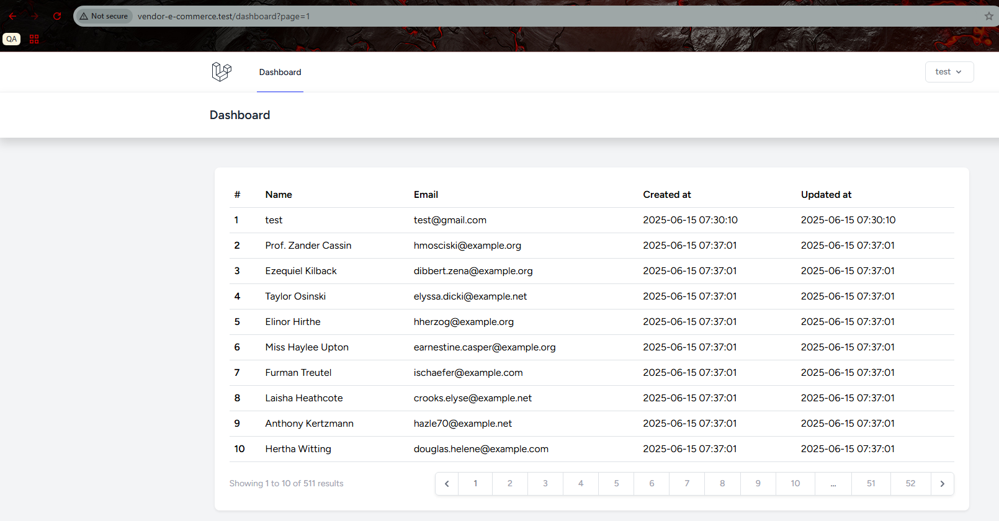 Not secure vendor-e-commerce.test/dashboard?page=1
QA
Dashboard test
Dashboard
# Name Email Created at Updated at
1 test test@gmail.com 2025-06-15 07:30:10 2025-06-15 07:30:10
2 Prof. Zander Cassin hmosciski@example.org 2025-06-15 07:37:01 2025-06-15 07:37:01
3 Ezequiel Kilback dibbert.zena@example.org 2025-06-15 07:37:01 2025-06-15 07:37:01
4 Taylor Osinski elyssa.dicki@example.net 2025-06-15 07:37:01 2025-06-15 07:37:01
5 Elinor Hirthe hherzog@example.org 2025-06-15 07:37:01 2025-06-15 07:37:01
6 Miss Haylee Upton earnestine.casper@example.org 2025-06-15 07:37:01 2025-06-15 07:37:01
7 Furman Treutel ischaefer@example.com 2025-06-15 07:37:01 2025-06-15 07:37:01
8 Laisha Heathcote crooks.elyse@example.net 2025-06-15 07:37:01 2025-06-15 07:37:01
9 Anthony Kertzmann hazle70@example.net 2025-06-15 07:37:01 2025-06-15 07:37:01
10 Hertha Witting douglas.helene@example.com 2025-06-15 07:37:01 2025-06-15 07:37:01
Showing 1 to 10 of 511 results 1 2 3 4 5 6 7 8 9 10 ... 51 52